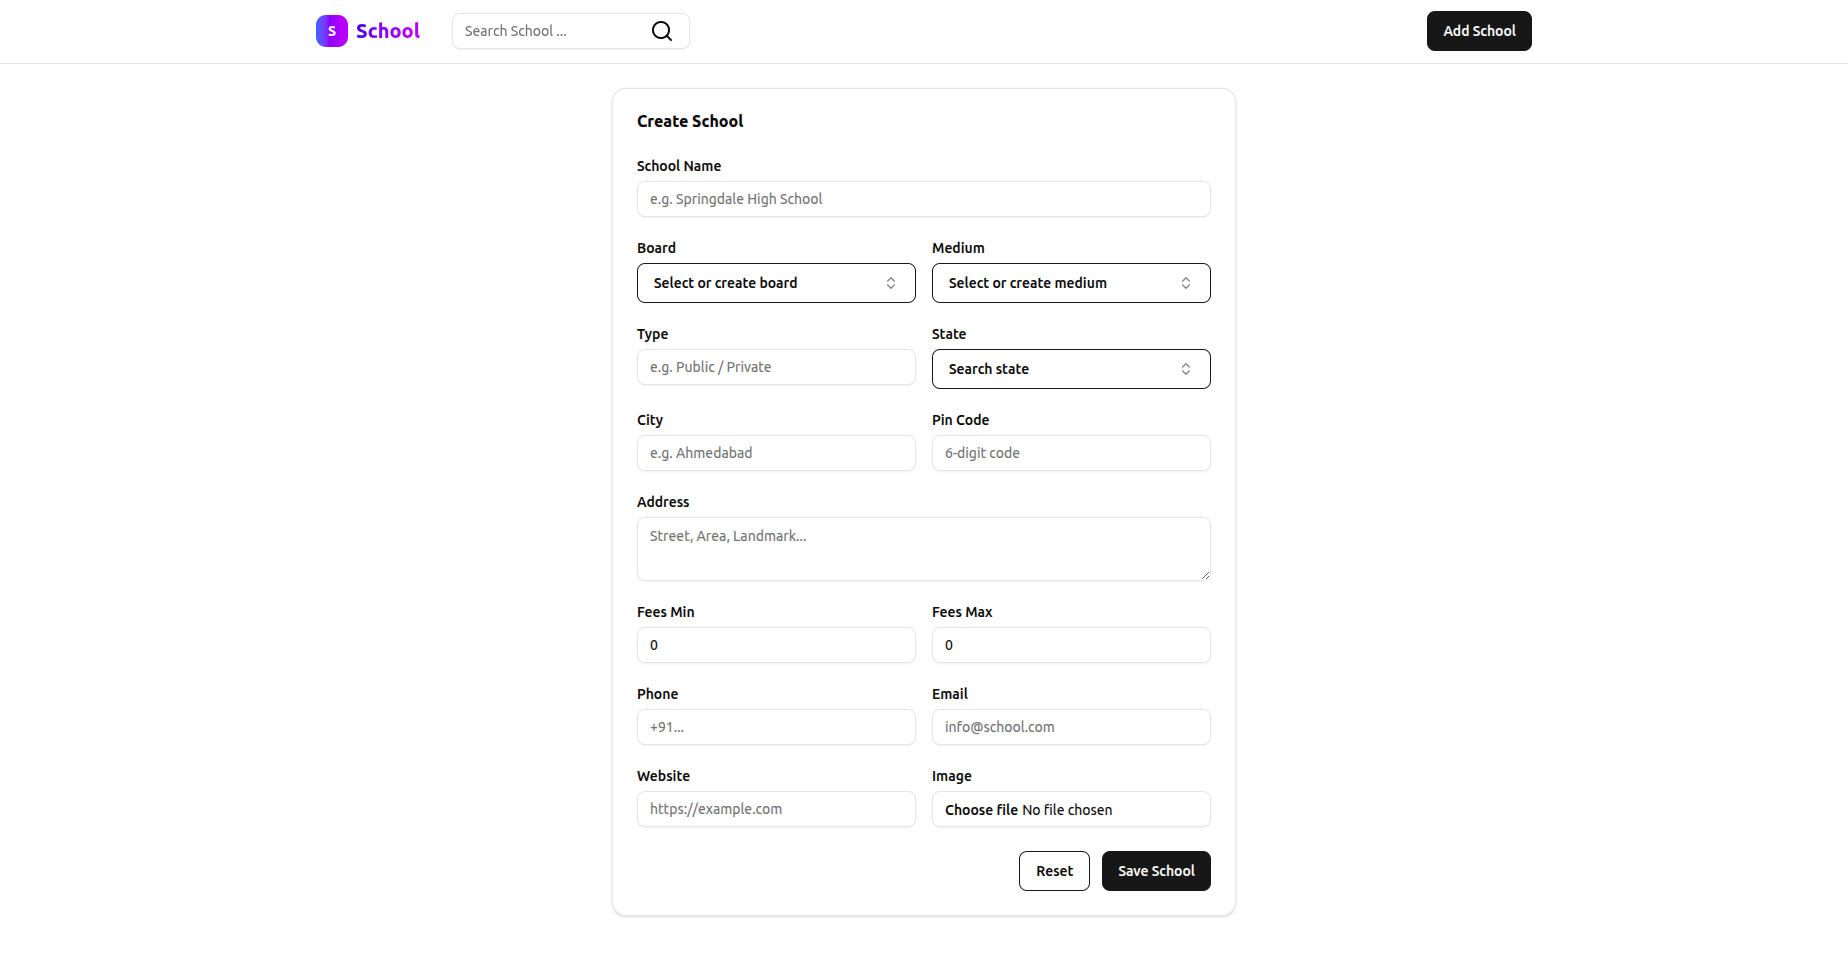 S School Search School ... Add School
Create School
School Name
e.g. Springdale High School
Board Medium
Select or create board Select or create medium
Type State
e.g. Public / Private Search state
City Pin Code
e.g. Ahmedabad 6-digit code
Address
Street, Area, Landmark...
Fees Min Fees Max
0 0
Phone Email
+91... info@school.com
Website Image
https://example.com Choose file No file chosen
Reset Save School